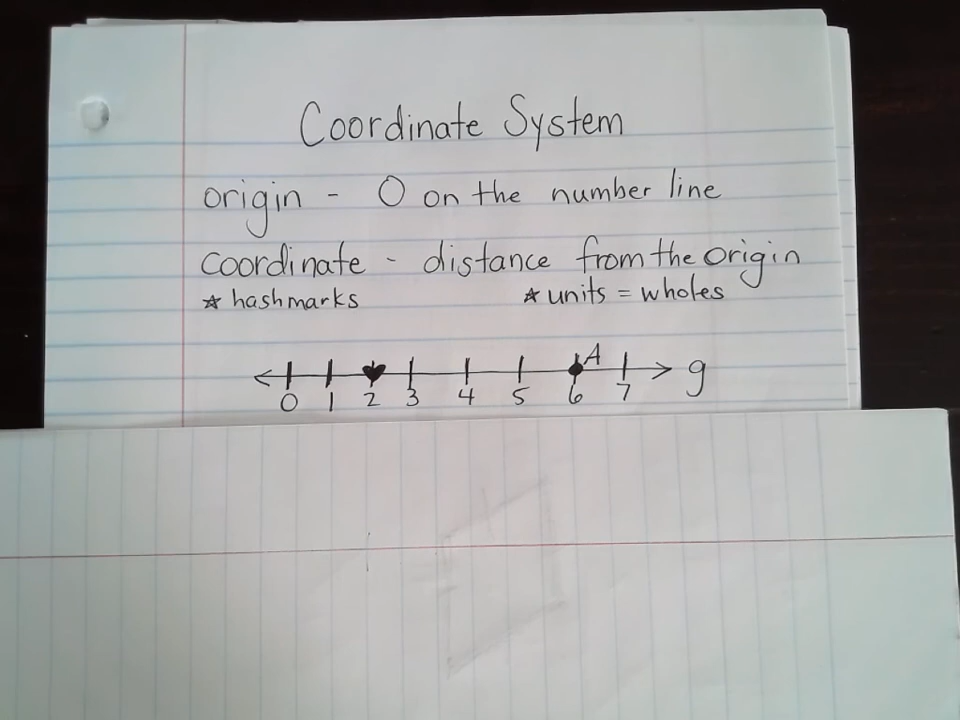 Coordinate System
origin - 0 on the number line
coordinate - distance from the origin
* hashmarks * units = wholes
A
0 1 2 3 4 5 6 7 g